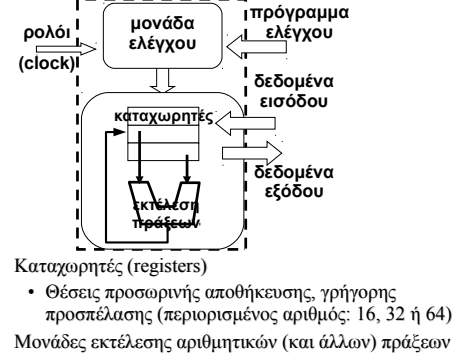 πρόγραμμα
ελέγχου
μονάδα
ελέγχου
ρολόι
(clock)
δεδομένα
εισόδου
καταχωρητές
δεδομένα
εξόδου
εκτέλεση
πράξεων
Καταχωρητές (registers)
• Θέσεις προσωρινής αποθήκευσης, γρήγορης
προσπέλασης (περιορισμένος αριθμός: 16, 32 ή 64)
Μονάδες εκτέλεσης αριθμητικών (και άλλων) πράξεων